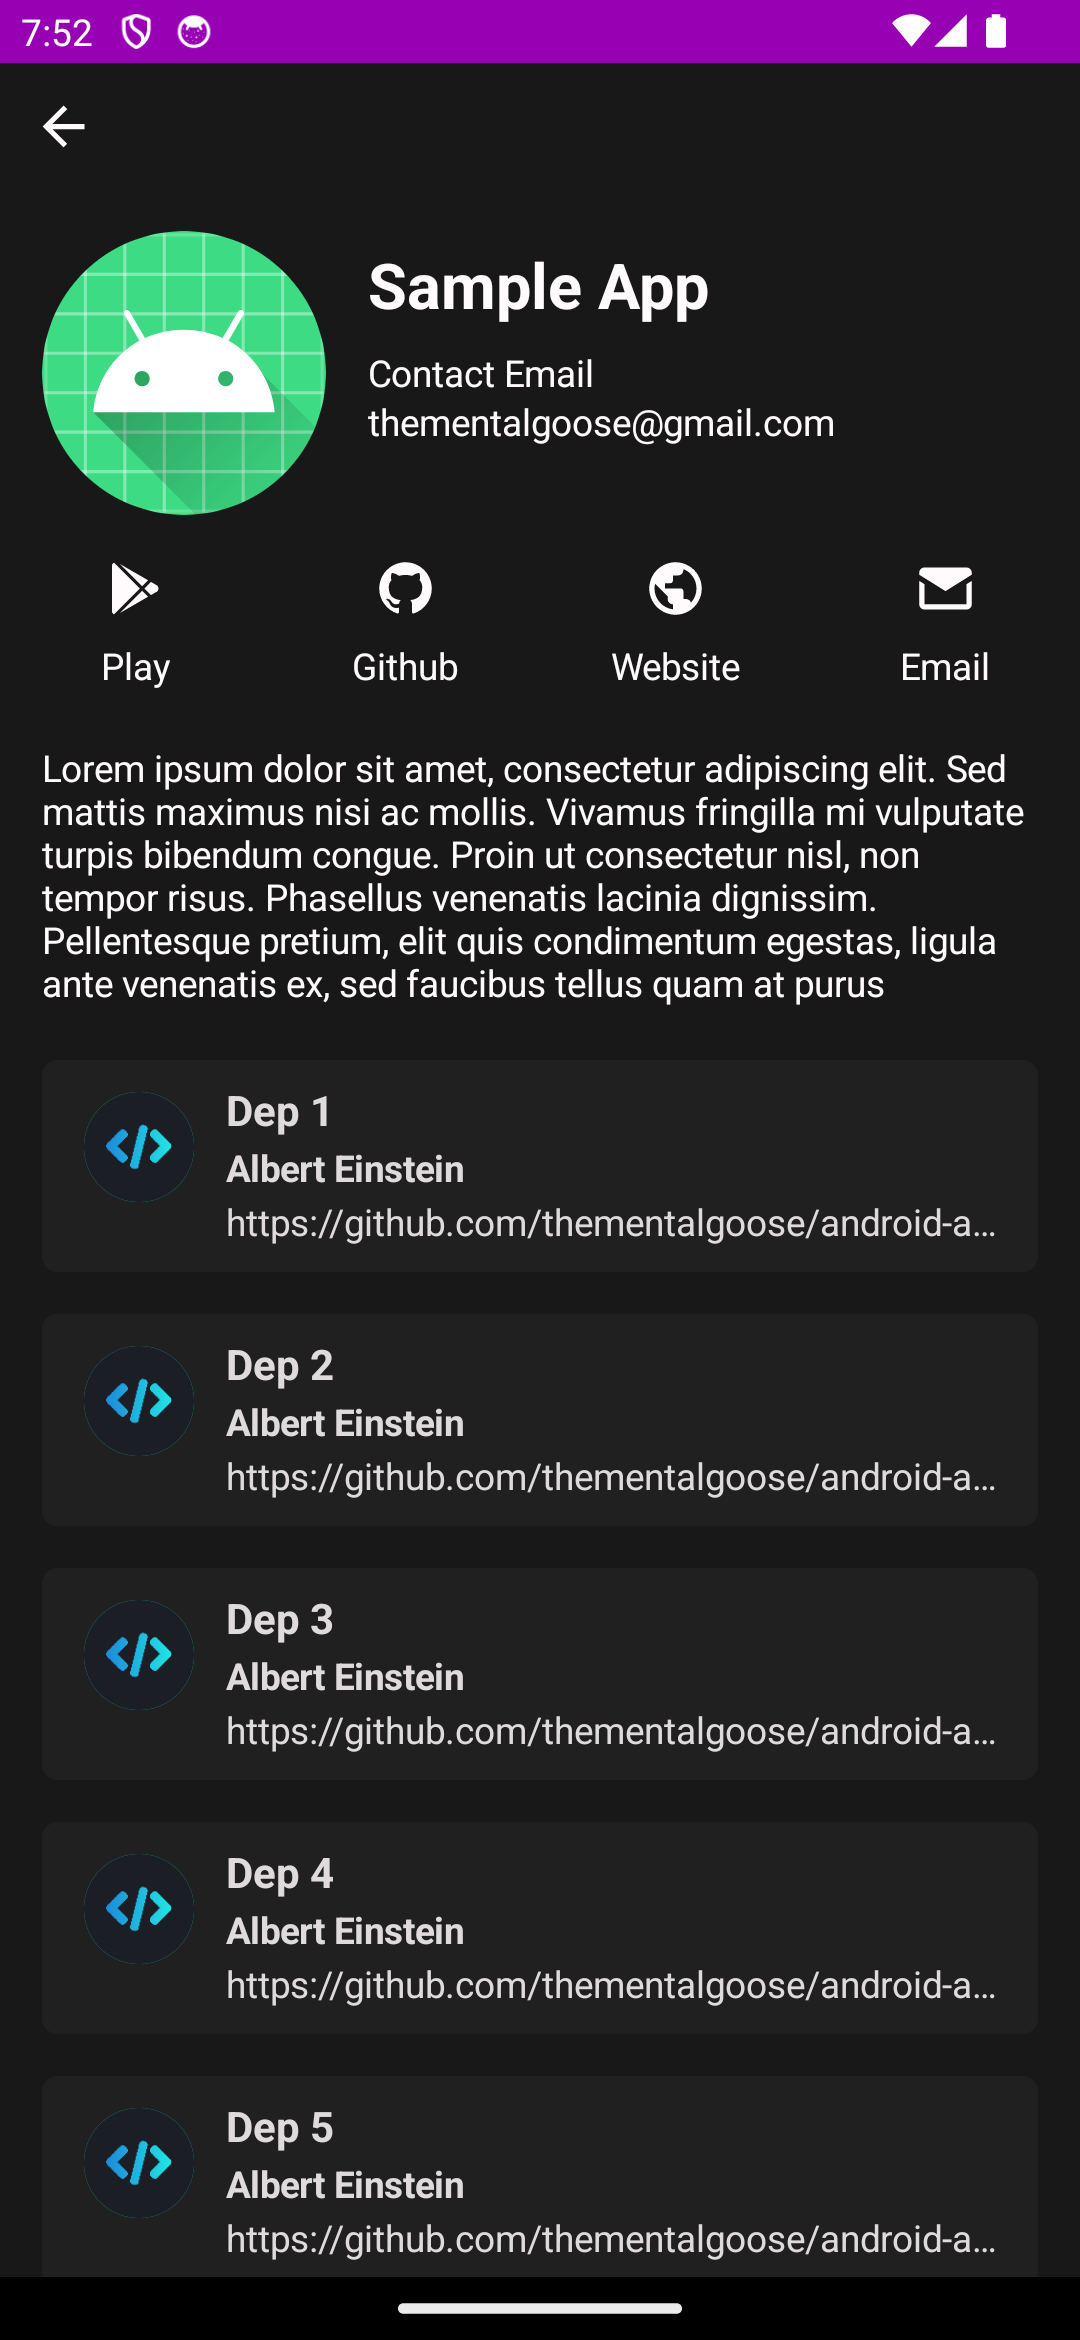 7:52
Sample App
Contact Email
thementalgoose@gmail.com
Play
Github
Website
Email
Lorem ipsum dolor sit amet, consectetur adipiscing elit. Sed
mattis maximus nisi ac mollis. Vivamus fringilla mi vulputate
turpis bibendum congue. Proin ut consectetur nisl, non
tempor risus. Phasellus venenatis lacinia dignissim.
Pellentesque pretium, elit quis condimentum egestas, ligula
ante venenatis ex, sed faucibus tellus quam at purus
Dep 1
Albert Einstein
https://github.com/thementalgoose/android-a...
Dep 2
Albert Einstein
https://github.com/thementalgoose/android-a...
Dep 3
Albert Einstein
https://github.com/thementalgoose/android-a...
Dep 4
Albert Einstein
https://github.com/thementalgoose/android-a...
Dep 5
Albert Einstein
https://github.com/thementalgoose/android-a...